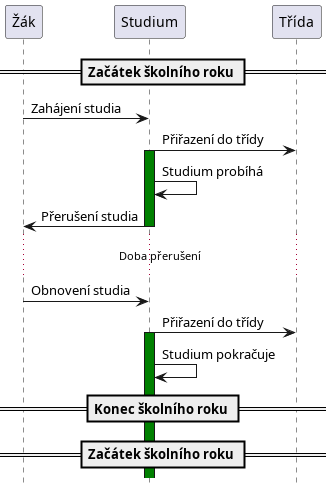 Žák
Studium
Třída
Začátek školního roku
Zahájení studia
Přiřazení do třídy
Studium probíhá
Přerušení studia
Doba přerušení
Obnovení studia
Přiřazení do třídy
Studium pokračuje
Konec školního roku
Začátek školního roku